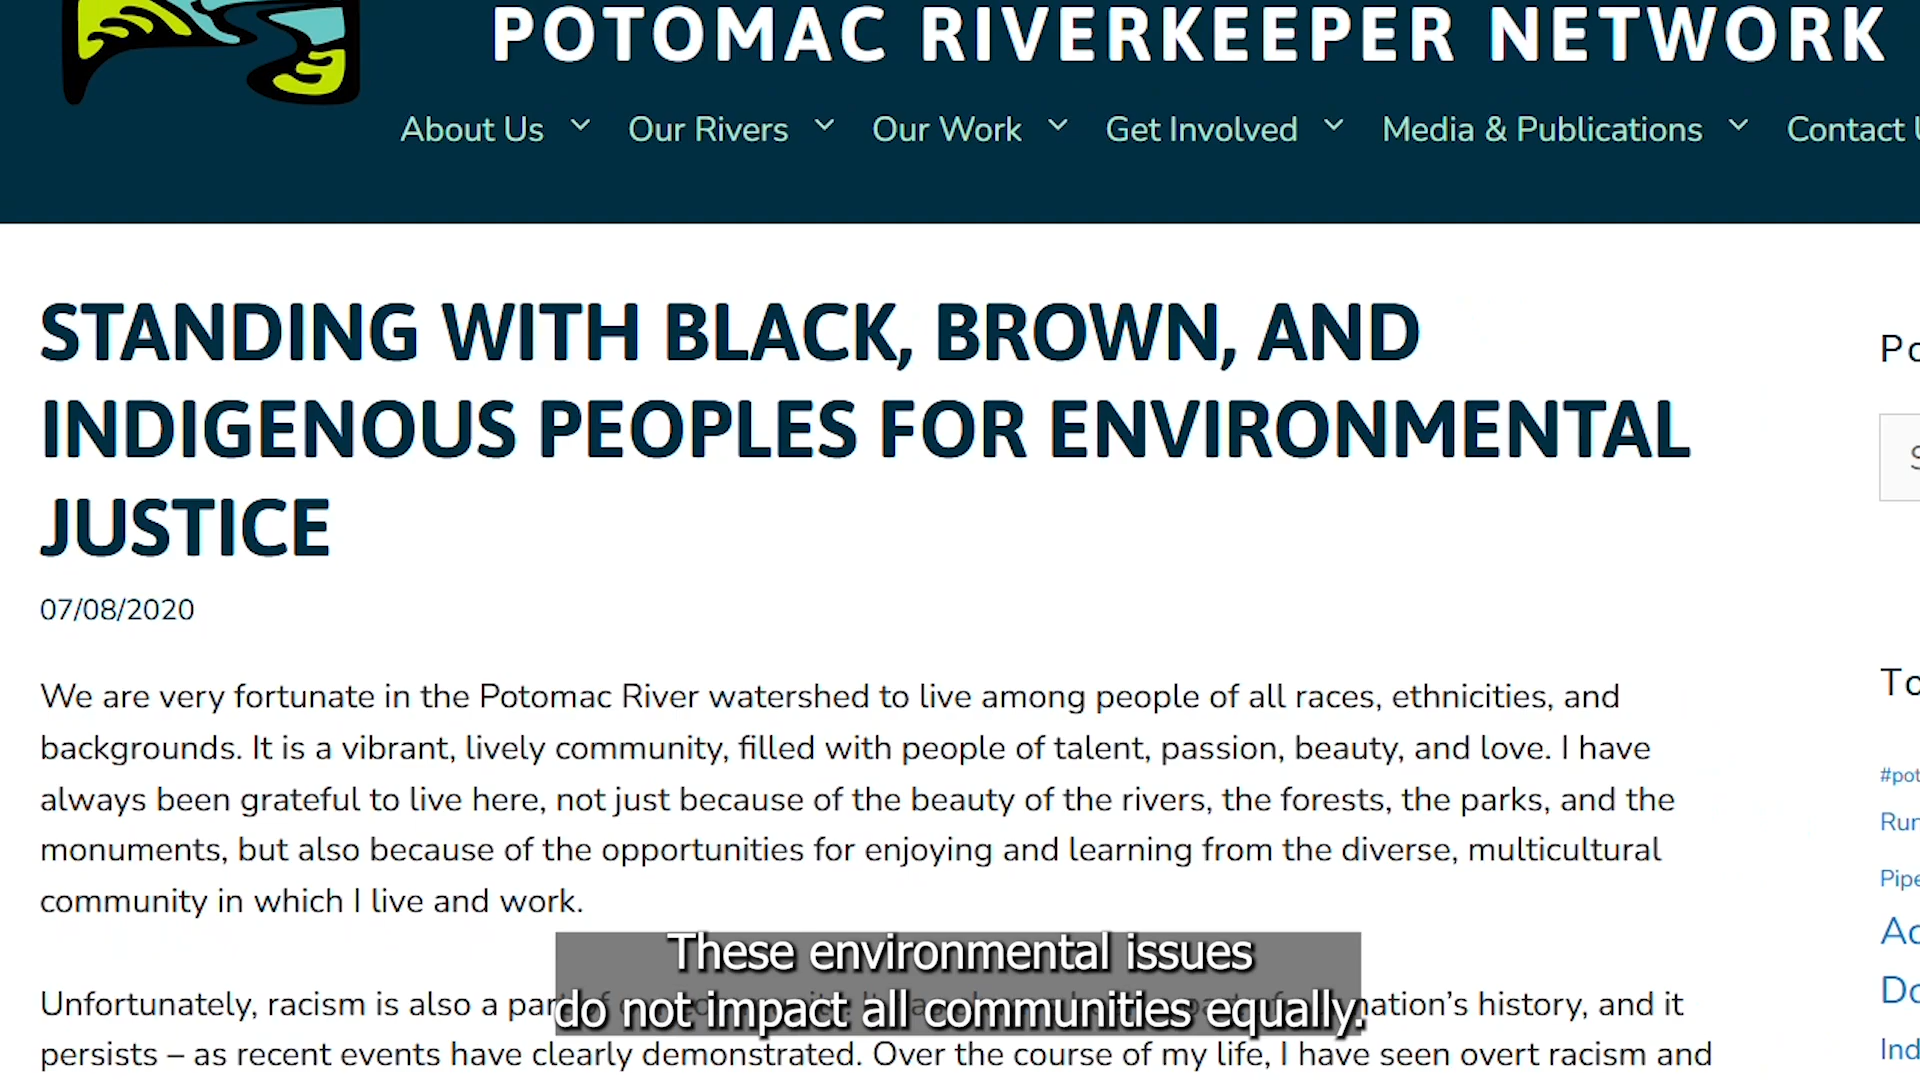 POTOMAC RIVERKEEPER NETWORK
About Us Our Rivers Our Work Get Involved Media & Publications Contact
STANDING WITH BLACK, BROWN, AND
INDIGENOUS PEOPLES FOR ENVIRONMENTAL
JUSTICE
07/08/2020
We are very fortunate in the Potomac River watershed to live among people of all races, ethnicities, and
backgrounds. It is a vibrant, lively community, filled with people of talent, passion, beauty, and love. I have
always been grateful to live here, not just because of the beauty of the rivers, the forests, the parks, and the
monuments, but also because of the opportunities for enjoying and learning from the diverse, multicultural
community in which I live and work.
Unfortunately, racism is also a nation's history, and it
persists – as recent events have clearly demonstrated. Over the course of my life, I have seen overt racism and
These environmental issues
do not impact all communities equally.